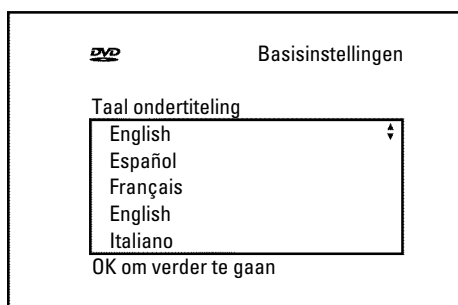 DVD
Basisinstellingen
Taal ondertiteling
English
Español
Français
English
Italiano
OK om verder te gaan